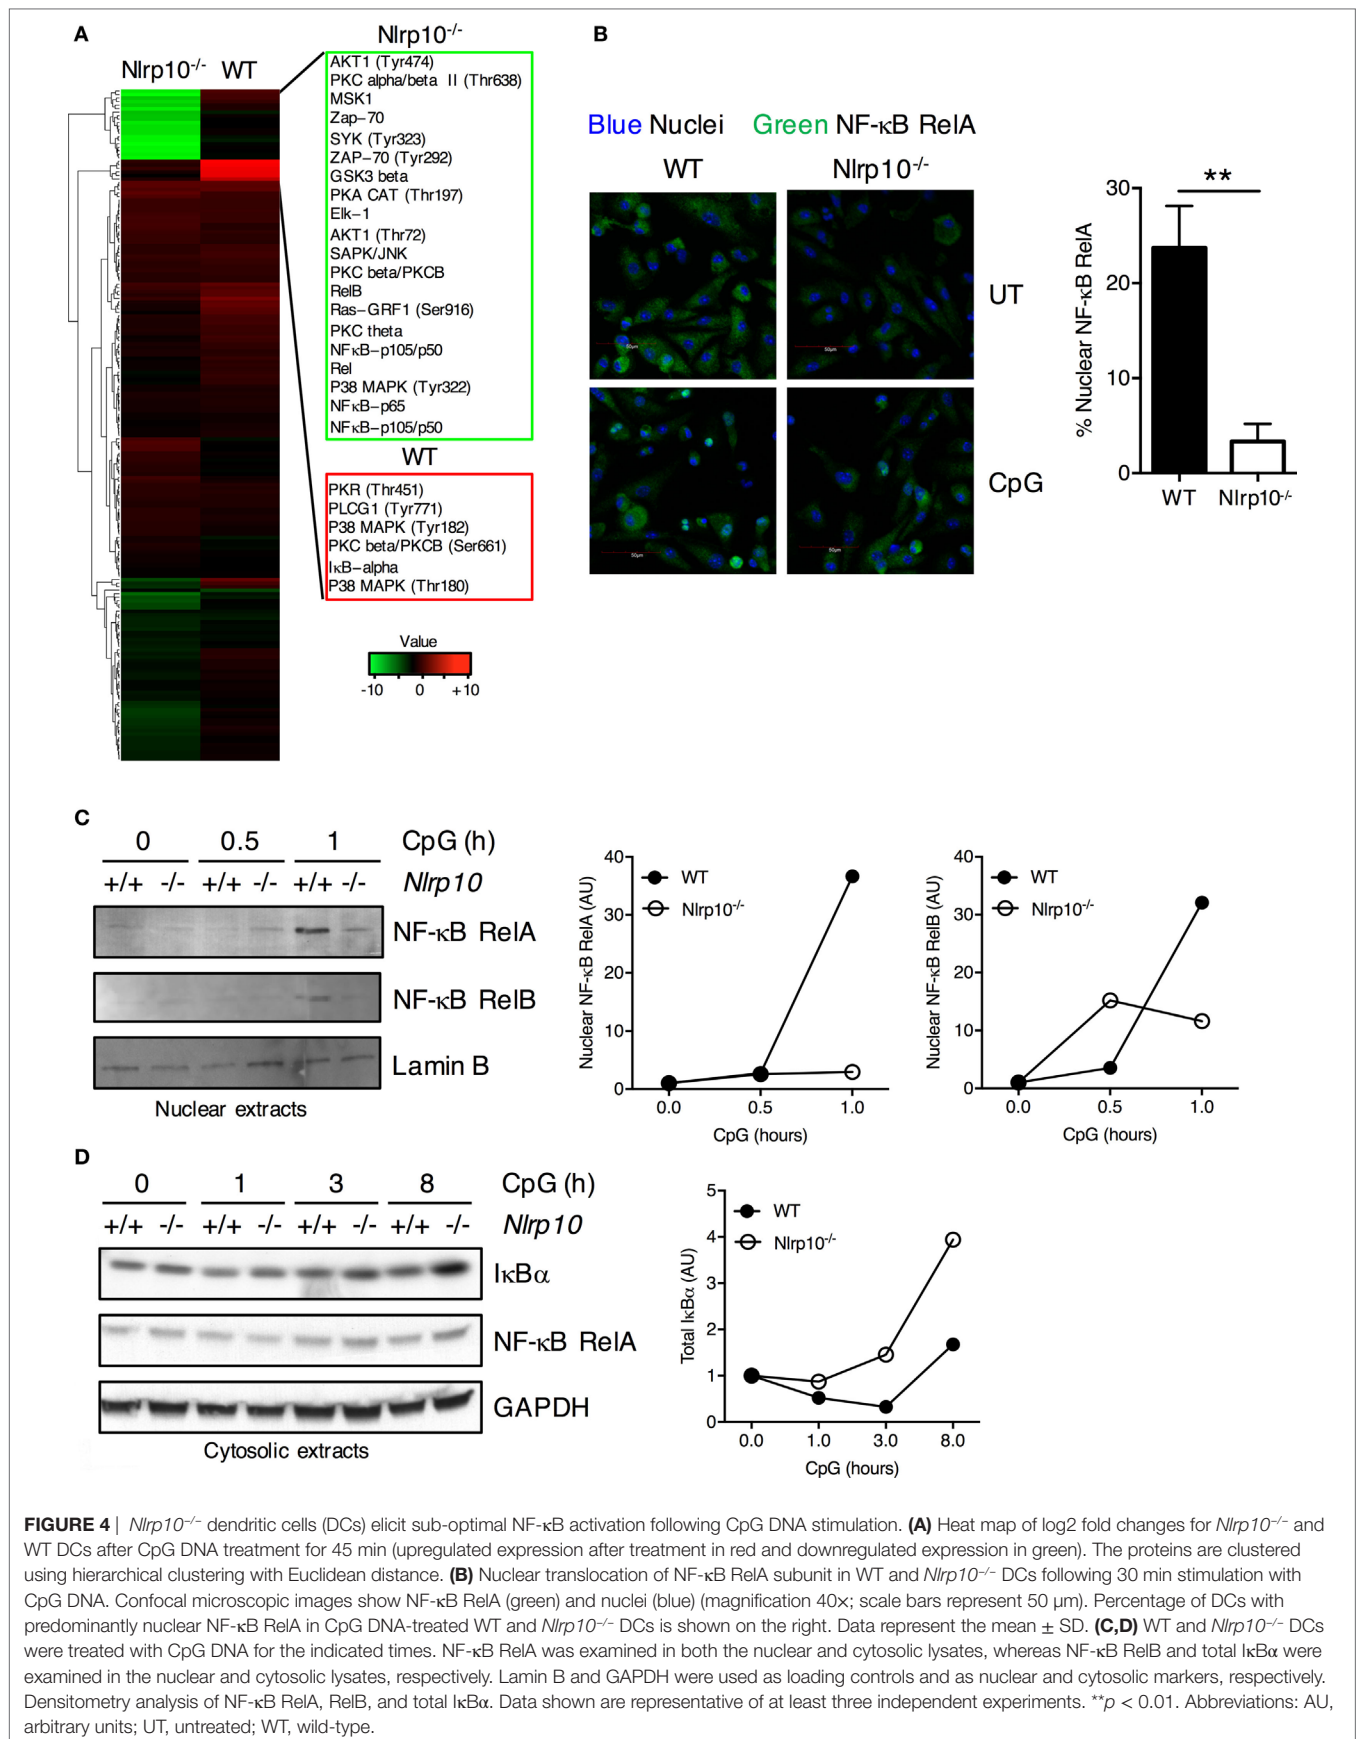 A
Nlrp10-/-
Nlrp10-/- WT
AKT1 (Tyr474)
PKC alpha/beta II (Thr638)
MSK1
Zap-70
SYK (Tyr323)
ZAP-70 (Tyr292)
GSK3 beta
PKA CAT (Thr197)
Elk-1
AKT1 (Thr72)
SAPK/JNK
PKC beta/PKCB
RelB
Ras-GRF1 (Ser916)
PKC theta
NFκB-p105/p50
Rel
P38 MAPK (Tyr322)
NFκB-p65
NFκB-p105/p50
WT
PKR (Thr451)
PLCG1 (Tyr771)
P38 MAPK (Tyr182)
PKC beta/PKCB (Ser661)
IκB-alpha
P38 MAPK (Thr180)
Value
-10 0 +10
B
Blue Nuclei Green NF-κB RelA
WT Nlrp10-/-
UT
CpG
50μm
50μm
50μm
50μm
% Nuclear NF-κB RelA
30
20
10
0
**
WT Nlrp10-/-
C
0 0.5 1 CpG (h)
+/+ -/- +/+ -/- +/+ -/- Nlrp10
NF-κB RelA
NF-κB RelB
Lamin B
Nuclear extracts
Nuclear NF-κB RelA (AU)
40
30
20
10
0
WT
Nlrp10-/-
0.0 0.5 1.0
CpG (hours)
Nuclear NF-κB RelB (AU)
40
30
20
10
0
WT
Nlrp10-/-
0.0 0.5 1.0
CpG (hours)
D
0 1 3 8 CpG (h)
+/+ -/- +/+ -/- +/+ -/- +/+ -/- Nlrp10
IκBα
NF-κB RelA
GAPDH
Cytosolic extracts
Total IκBα (AU)
5
4
3
2
1
0
WT
Nlrp10-/-
0.0 1.0 3.0 8.0
CpG (hours)
FIGURE 4 | Nlrp10−/− dendritic cells (DCs) elicit sub-optimal NF-κB activation following CpG DNA stimulation. (A) Heat map of log2 fold changes for Nlrp10−/− and
WT DCs after CpG DNA treatment for 45 min (upregulated expression after treatment in red and downregulated expression in green). The proteins are clustered
using hierarchical clustering with Euclidean distance. (B) Nuclear translocation of NF-κB RelA subunit in WT and Nlrp10−/− DCs following 30 min stimulation with
CpG DNA. Confocal microscopic images show NF-κB RelA (green) and nuclei (blue) (magnification 40×; scale bars represent 50 μm). Percentage of DCs with
predominantly nuclear NF-κB RelA in CpG DNA-treated WT and Nlrp10−/− DCs is shown on the right. Data represent the mean ± SD. (C,D) WT and Nlrp10−/− DCs
were treated with CpG DNA for the indicated times. NF-κB RelA was examined in both the nuclear and cytosolic lysates, whereas NF-κB RelB and total IκBα were
examined in the nuclear and cytosolic lysates, respectively. Lamin B and GAPDH were used as loading controls and as nuclear and cytosolic markers, respectively.
Densitometry analysis of NF-κB RelA, RelB, and total IκBα. Data shown are representative of at least three independent experiments. **p < 0.01. Abbreviations: AU,
arbitrary units; UT, untreated; WT, wild-type.